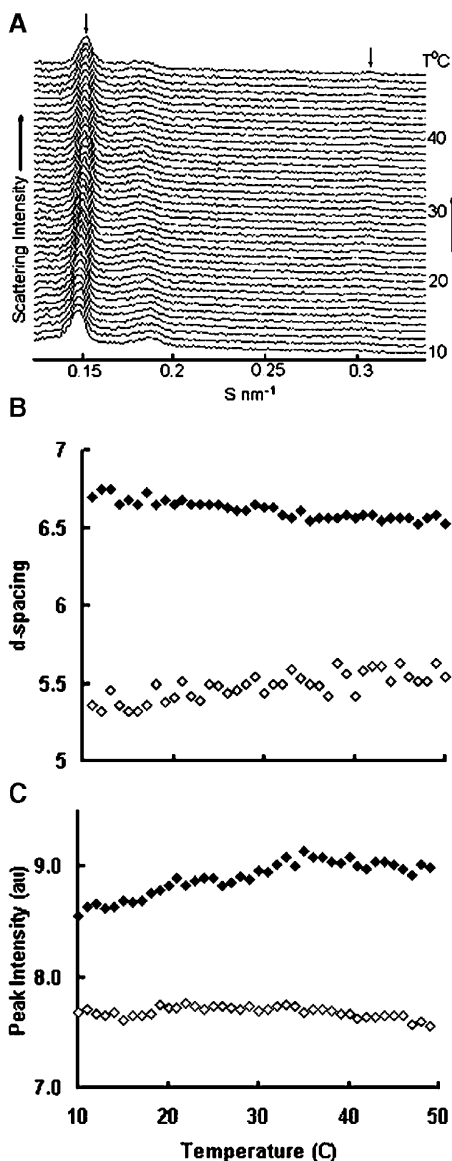 A
T°C
Scattering Intensity
40
30
20
10
0.15
0.2
0.25
0.3
S nm⁻¹
B
7
6.5
6
5.5
5
d-spacing
C
9.0
8.0
7.0
Peak Intensity (au)
10
20
30
40
50
Temperature (C)